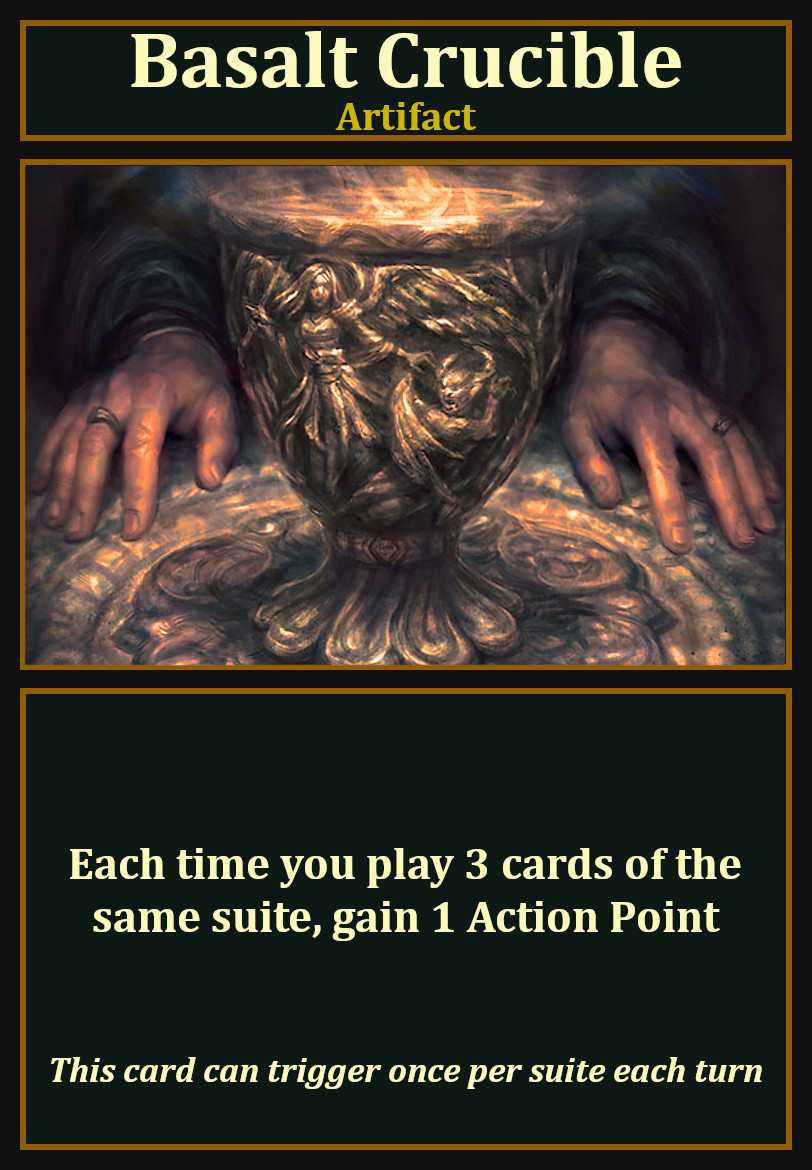 Basalt Crucible
Artifact
Each time you play 3 cards of the
same suite, gain 1 Action Point
This card can trigger once per suite each turn